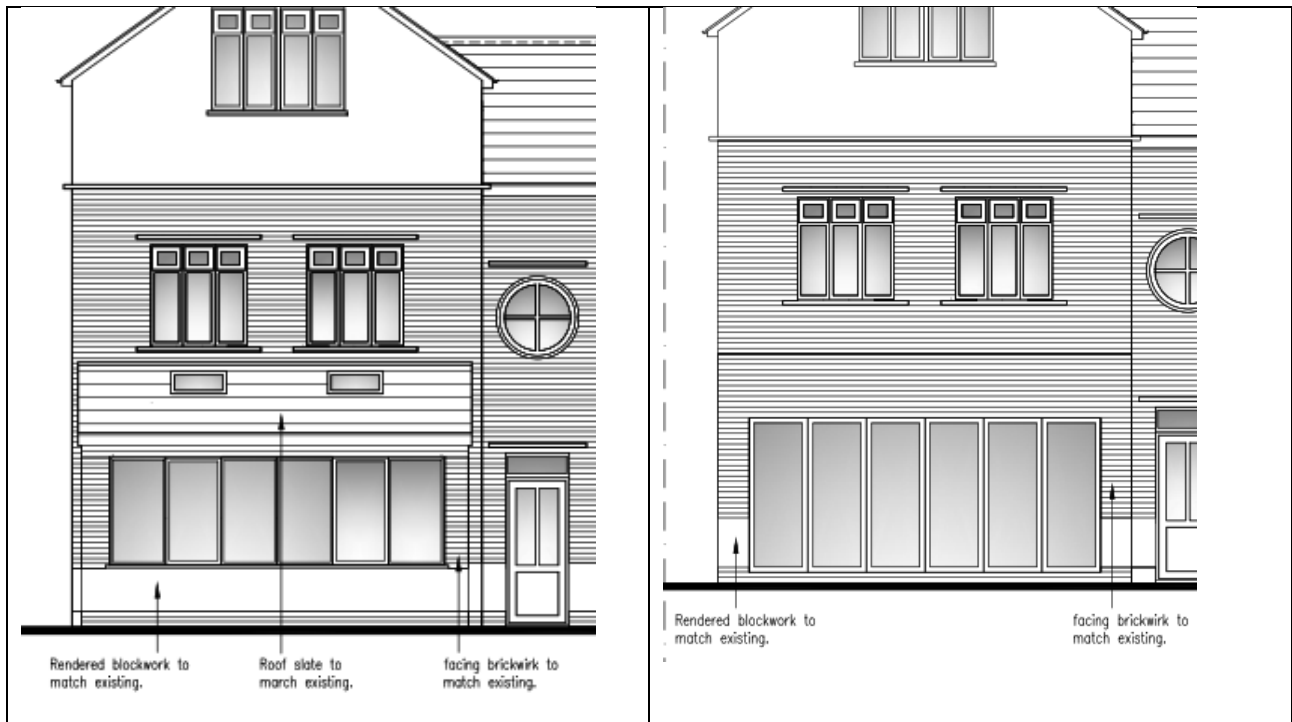 Rendered blockwork to
match existing.
Roof slate to
march existing.
facing brickwirk to
match existing.
Rendered blockwork to
match existing.
facing brickwirk to
match existing.